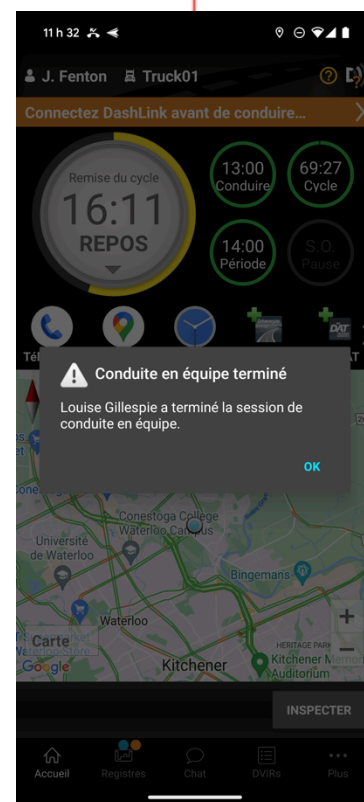 11 h 32
J. Fenton Truck01
Connectez DashLink avant de conduire...
Remise du cycle
16:11
REPOS
13:00
Conduire
69:27
Cycle
14:00
Période
S.O.
Pause
Conduite en équipe terminé
Louise Gillespie a terminé la session de
conduite en équipe.
OK
Conestoga College
Waterloo Campus
Université
de Waterloo
Bingemans
Waterloo
Carte
Google
Kitchener
HERITAGE PARK
Kitchener Memorial
Auditorium
INSPECTER
Accueil
Registres
Chat
DVIRs
Plus